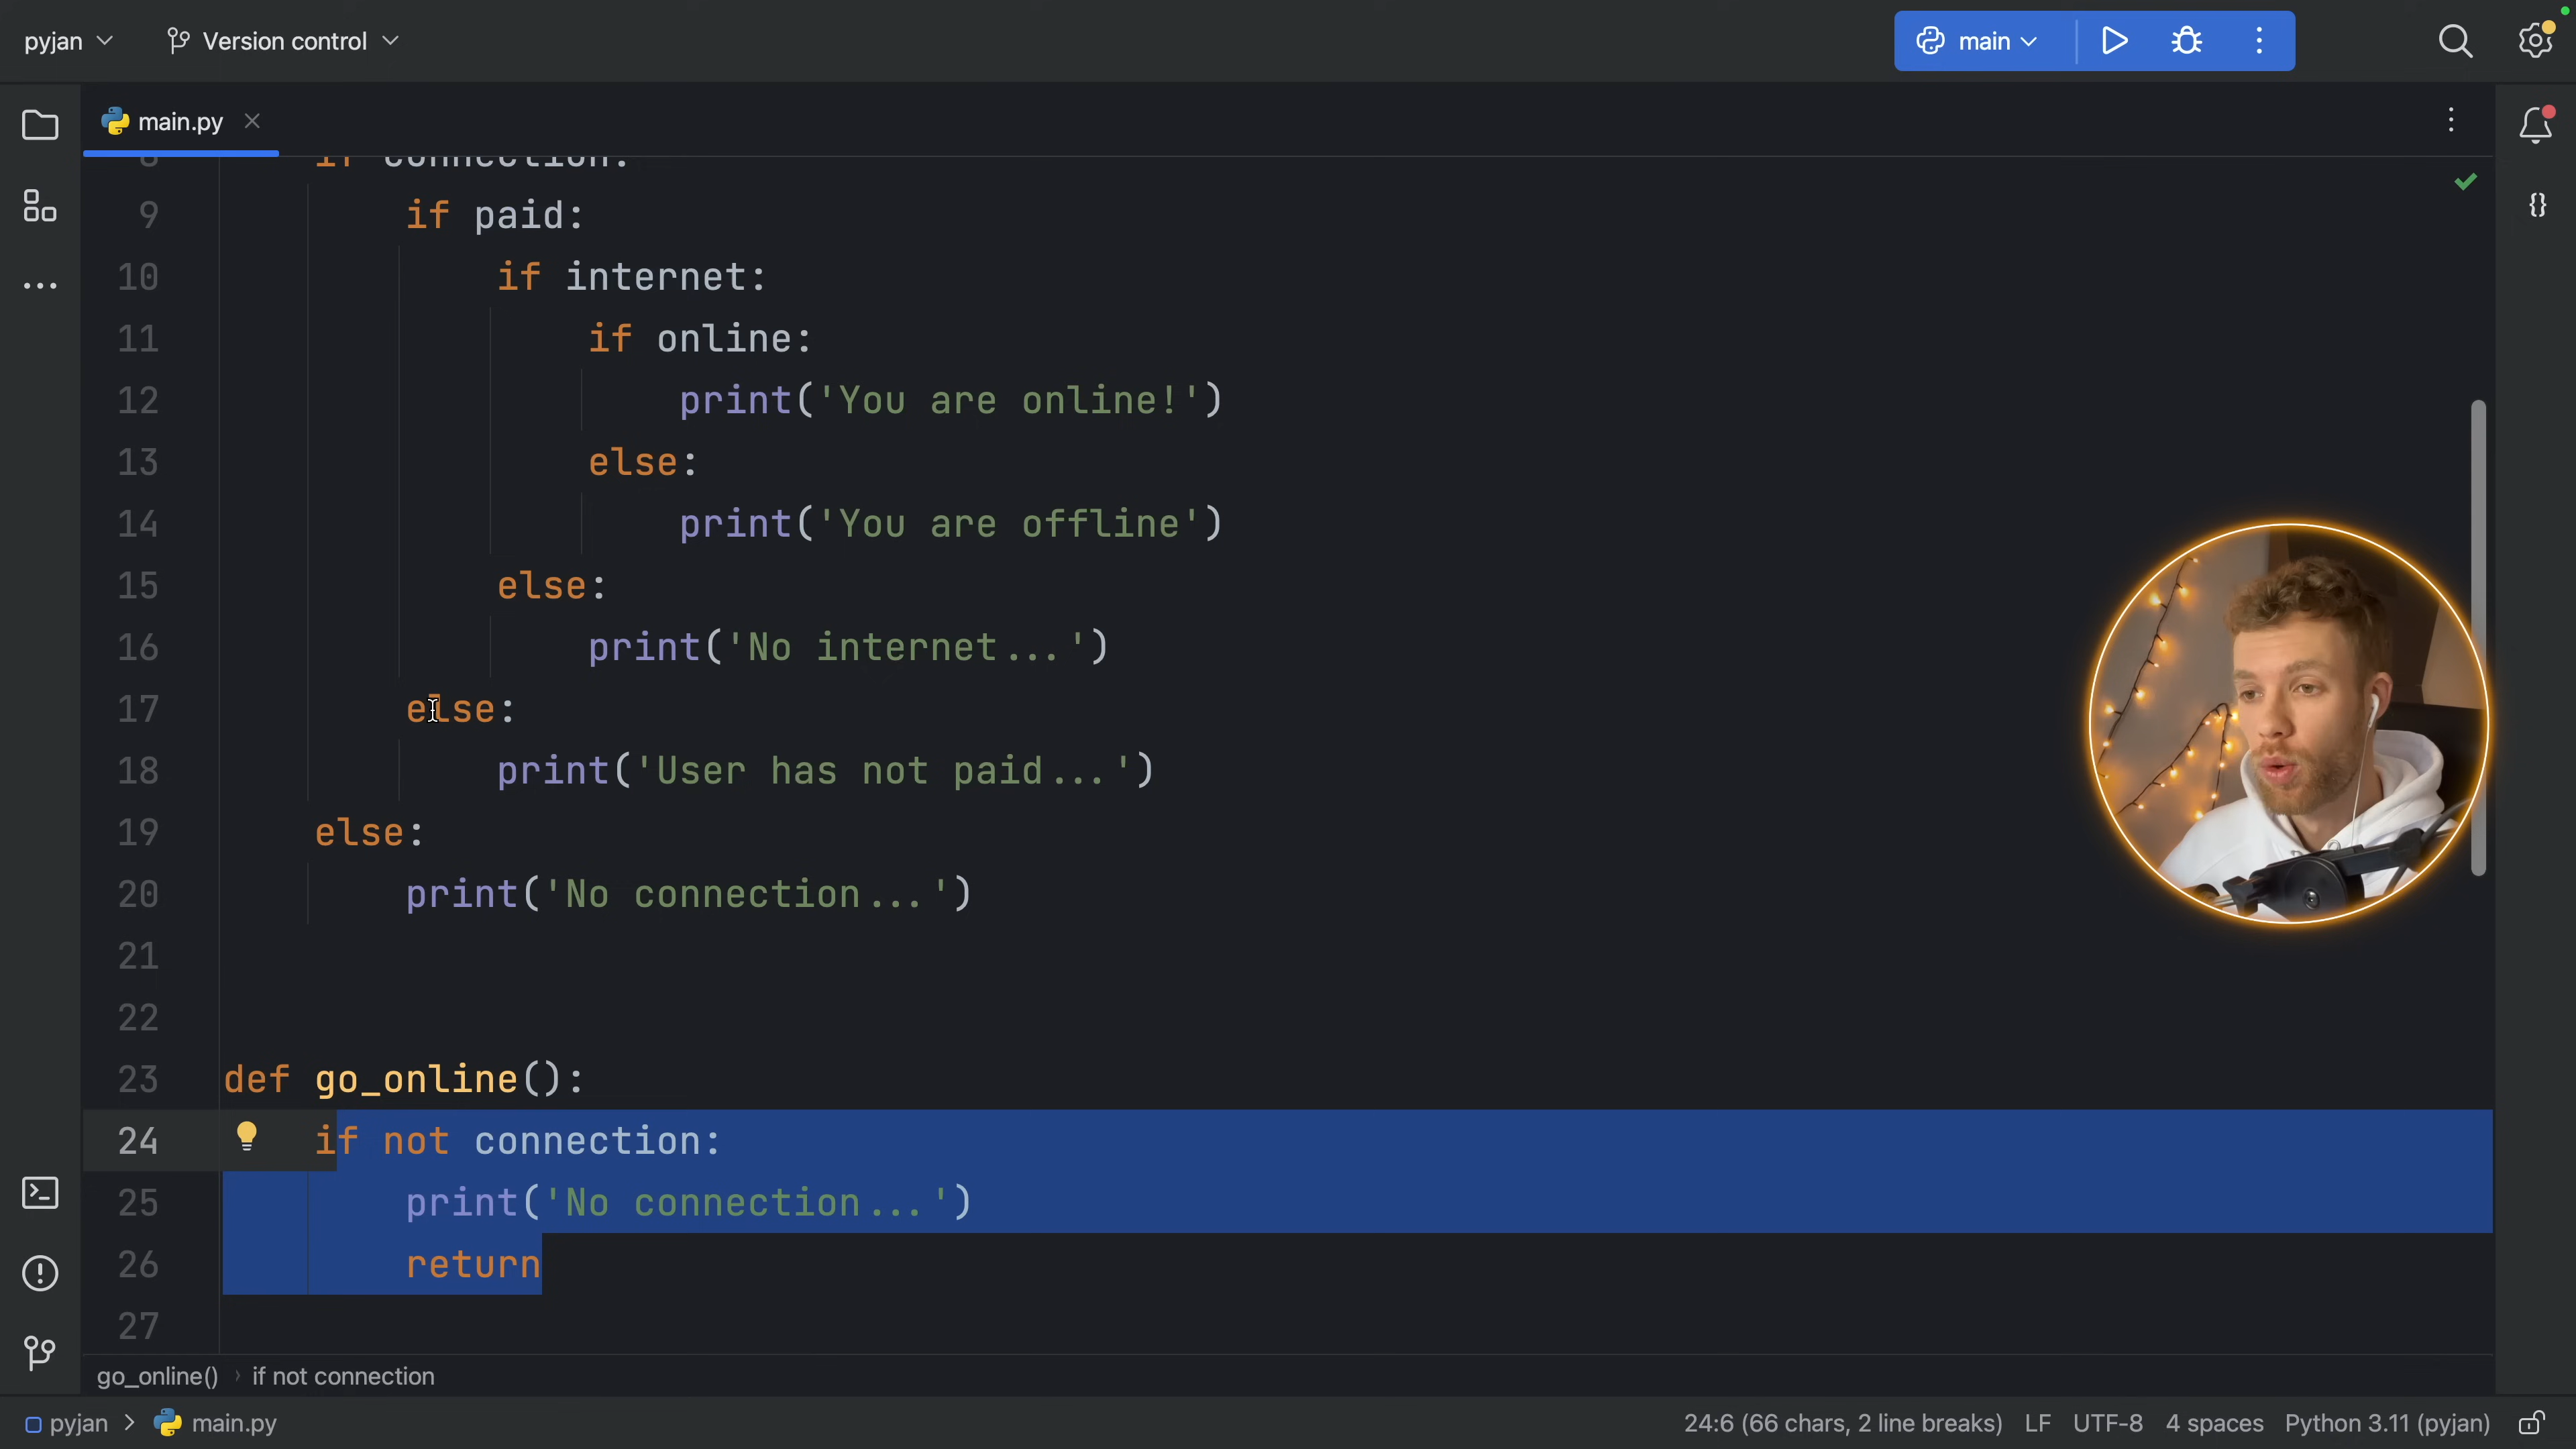 pyjan
Version control
main
main.py
8 if connection:
9 if paid:
10 if internet:
11 if online:
12 print('You are online!')
13 else:
14 print('You are offline')
15 else:
16 print('No internet...')
17 else:
18 print('User has not paid...')
19 else:
20 print('No connection...')
21
22
23 def go_online():
24 if not connection:
25 print('No connection...')
26 return
27
go_online() › if not connection
pyjan > main.py
24:6 (66 chars, 2 line breaks) LF UTF-8 4 spaces Python 3.11 (pyjan)